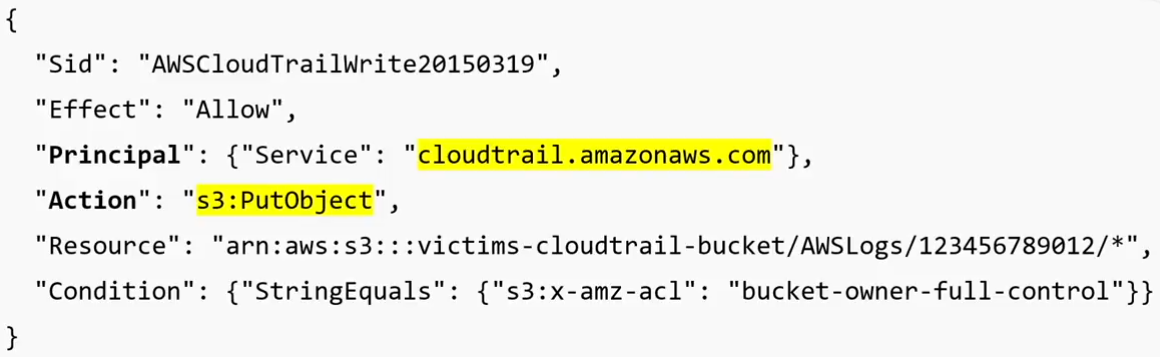 {
"Sid": "AWSCloudTrailWrite20150319",
"Effect": "Allow",
"Principal": {"Service": "cloudtrail.amazonaws.com"},
"Action": "s3:PutObject",
"Resource": "arn:aws:s3:::victims-cloudtrail-bucket/AWSLogs/123456789012/*",
"Condition": {"StringEquals": {"s3:x-amz-acl": "bucket-owner-full-control"}}
}